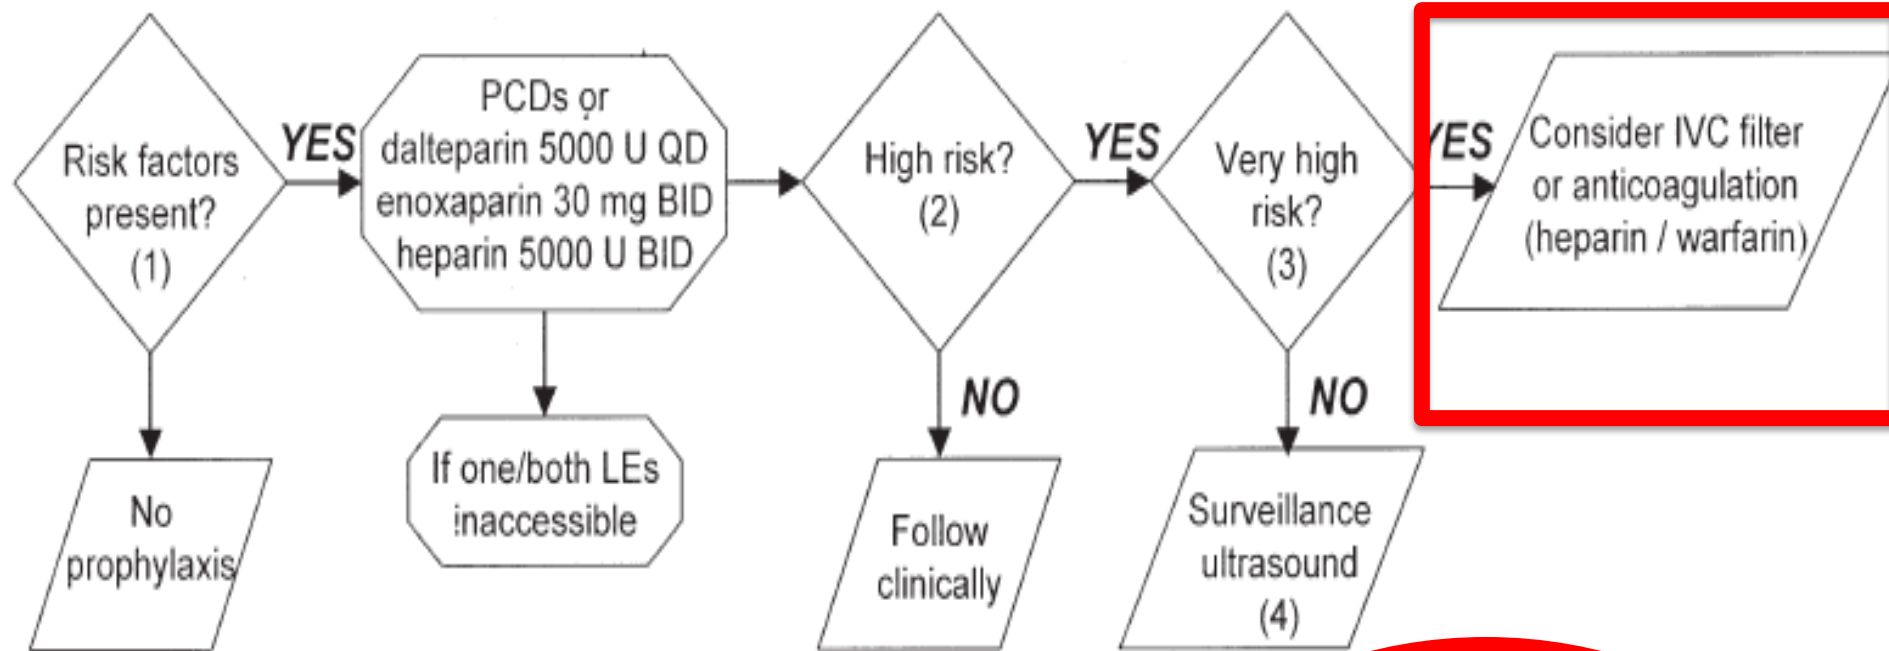 Risk factors
present?
(1)
YES
PCDs or
dalteparin 5000 U QD
enoxaparin 30 mg BID
heparin 5000 U BID
High risk?
(2)
YES
Very high
risk?
(3)
YES
Consider IVC filter
or anticoagulation
(heparin / warfarin)
NO
NO
No
prophylaxis
If one/both LEs
inaccessible
Follow
clinically
Surveillance
ultrasound
(4)